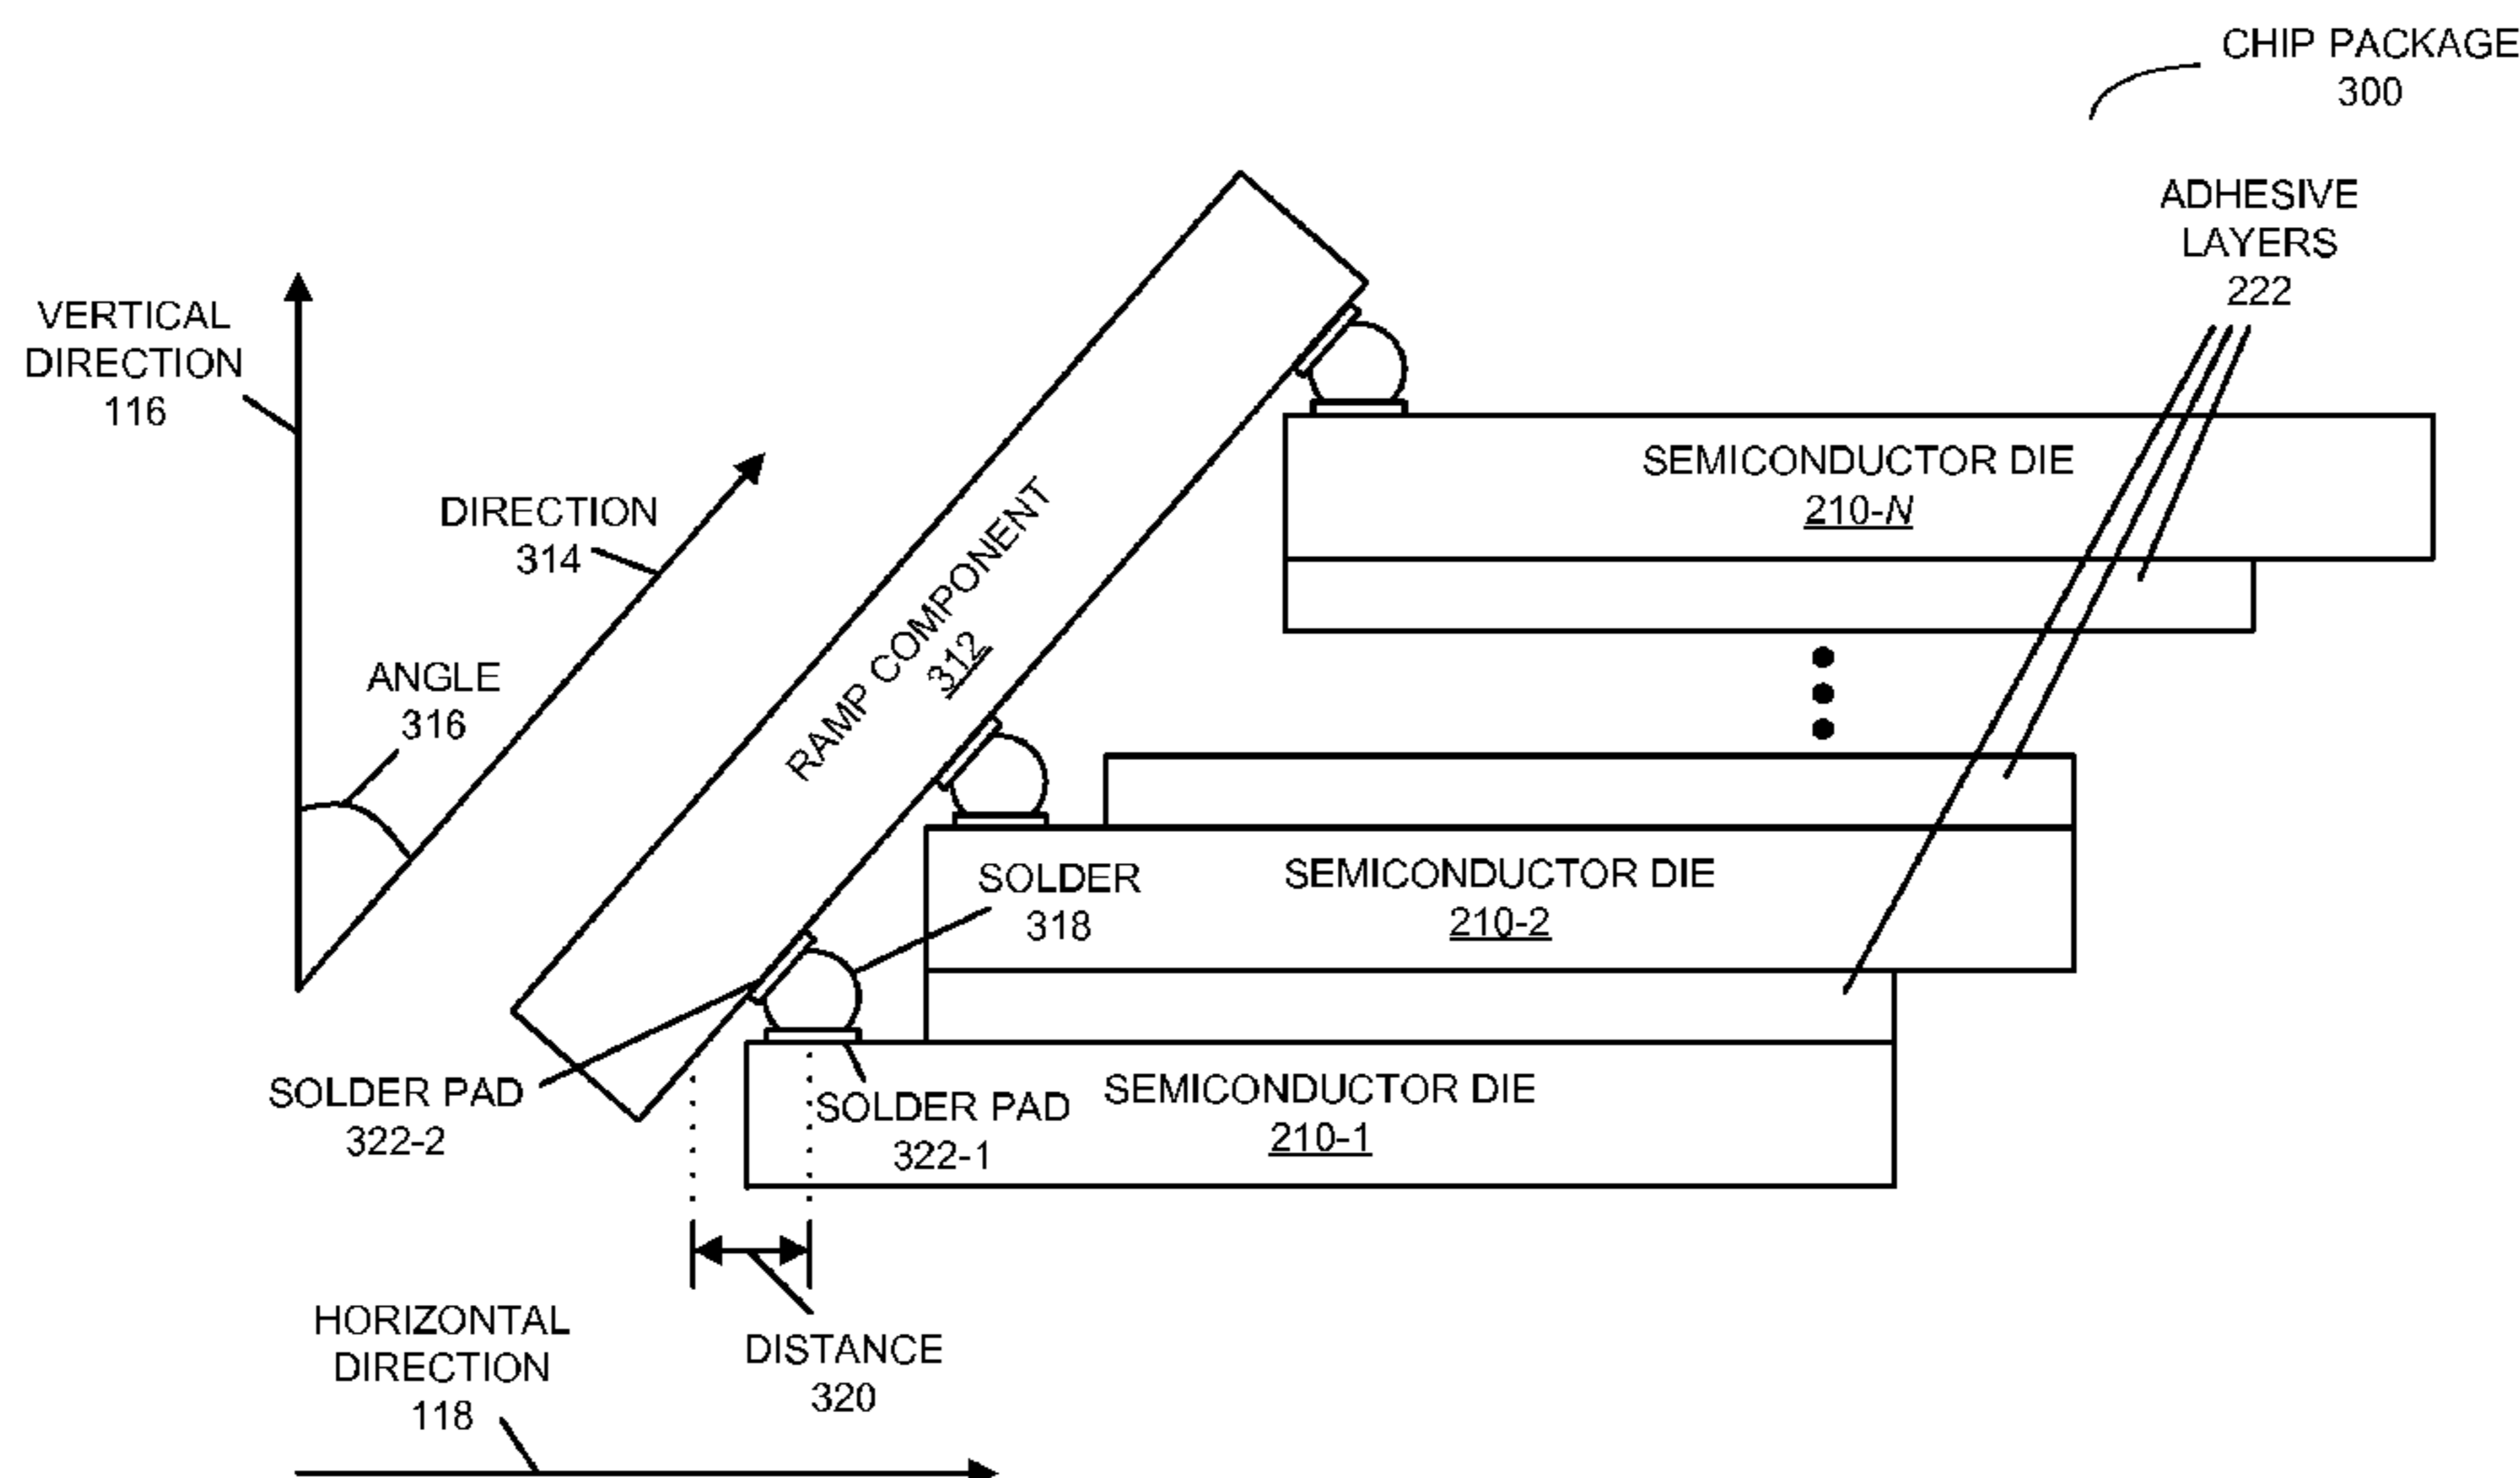 CHIP PACKAGE
300
ADHESIVE
LAYERS
222
VERTICAL
DIRECTION
116
DIRECTION
314
ANGLE
316
RAMP COMPONENT
312
SEMICONDUCTOR DIE
210-N
SOLDER
318
SEMICONDUCTOR DIE
210-2
SOLDER PAD
322-2
SOLDER PAD
322-1
SEMICONDUCTOR DIE
210-1
DISTANCE
320
HORIZONTAL
DIRECTION
118